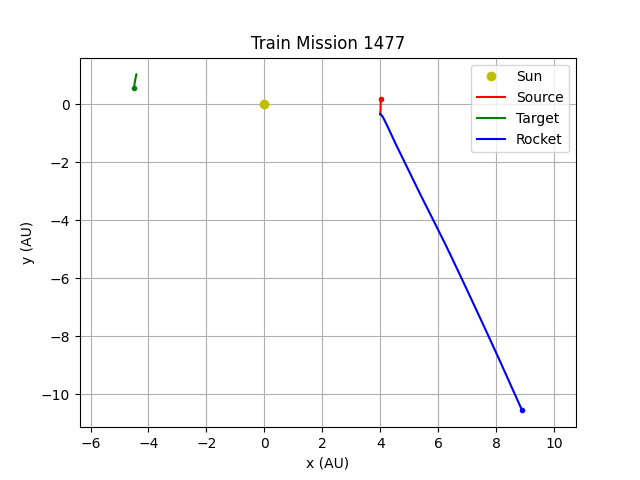 Train Mission 1477
Sun
Source
Target
Rocket
0
−2
−4
−6
−8
−10
y (AU)
−6 −4 −2 0 2 4 6 8 10
x (AU)